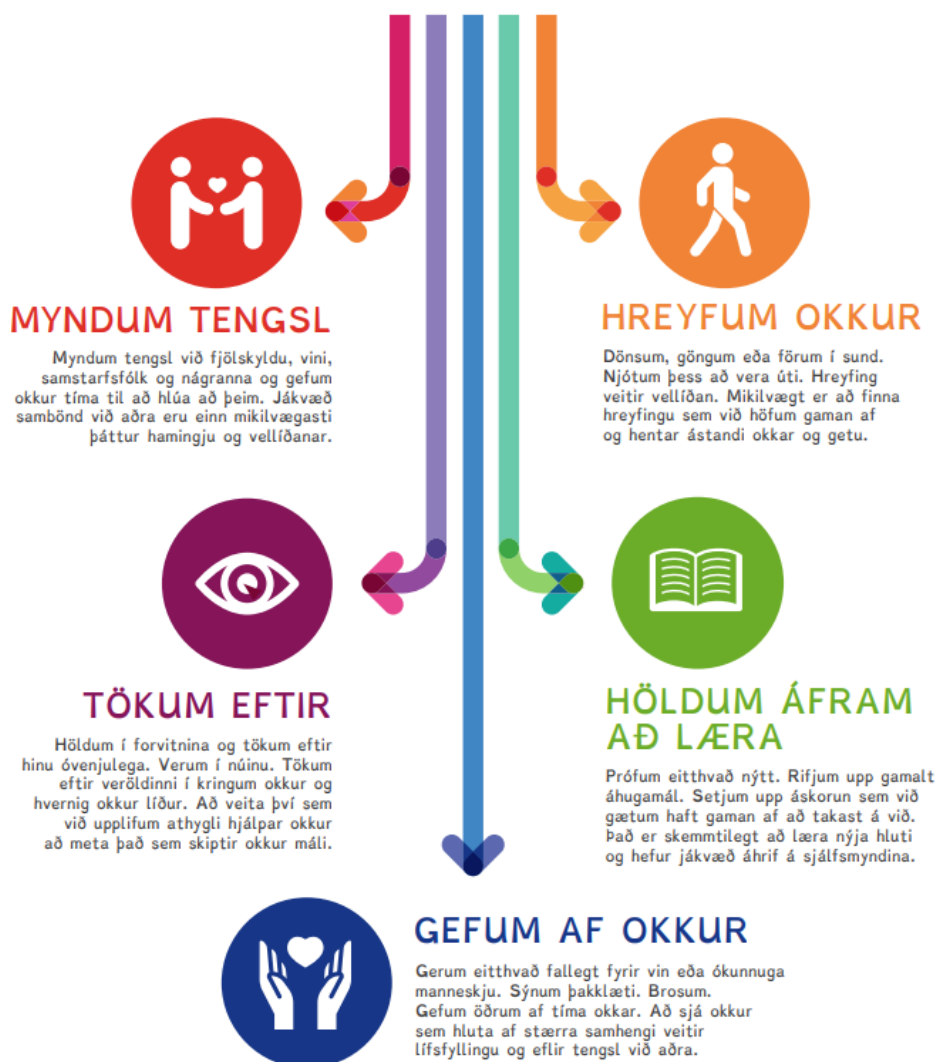 MYNDUM TENGSL
Myndum tengsl við fjölskyldu, vini,
samstarfsfólk og nágranna og gefum
okkur tíma til að hlúa að þeim. Jákvæð
sambönd við aðra eru einn mikilvægasti
þáttur hamingju og vellíðanar.
HREYFUM OKKUR
Dönsum, göngum eða förum í sund.
Njótum þess að vera úti. Hreyfing
veitir vellíðan. Mikilvægt er að finna
hreyfingu sem við höfum gaman af
og hentar ástandi okkar og getu.
TÖKUM EFTIR
Höldum í forvitnina og tökum eftir
hinu óvenjulega. Verum í núinu. Tökum
eftir veröldinni í kringum okkur og
hvernig okkur líður. Að veita því sem
við upplifum athygli hjálpar okkur
að meta það sem skiptir okkur máli.
HÖLDUM ÁFRAM
AÐ LÆRA
Prófum eitthvað nýtt. Rifjum upp gamalt
áhugamál. Setjum upp áskorun sem við
gætum haft gaman af að takast á við.
Það er skemmtilegt að læra nýja hluti
og hefur jákvæð áhrif á sjálfsmyndina.
GEFUM AF OKKUR
Gerum eitthvað fallegt fyrir vin eða ókunnuga
manneskju. Sýnum þakklæti. Brosum.
Gefum öðrum af tíma okkar. Að sjá okkur
sem hluta af stærra samhengi veitir
lífsfyllingu og eflir tengsl við aðra.